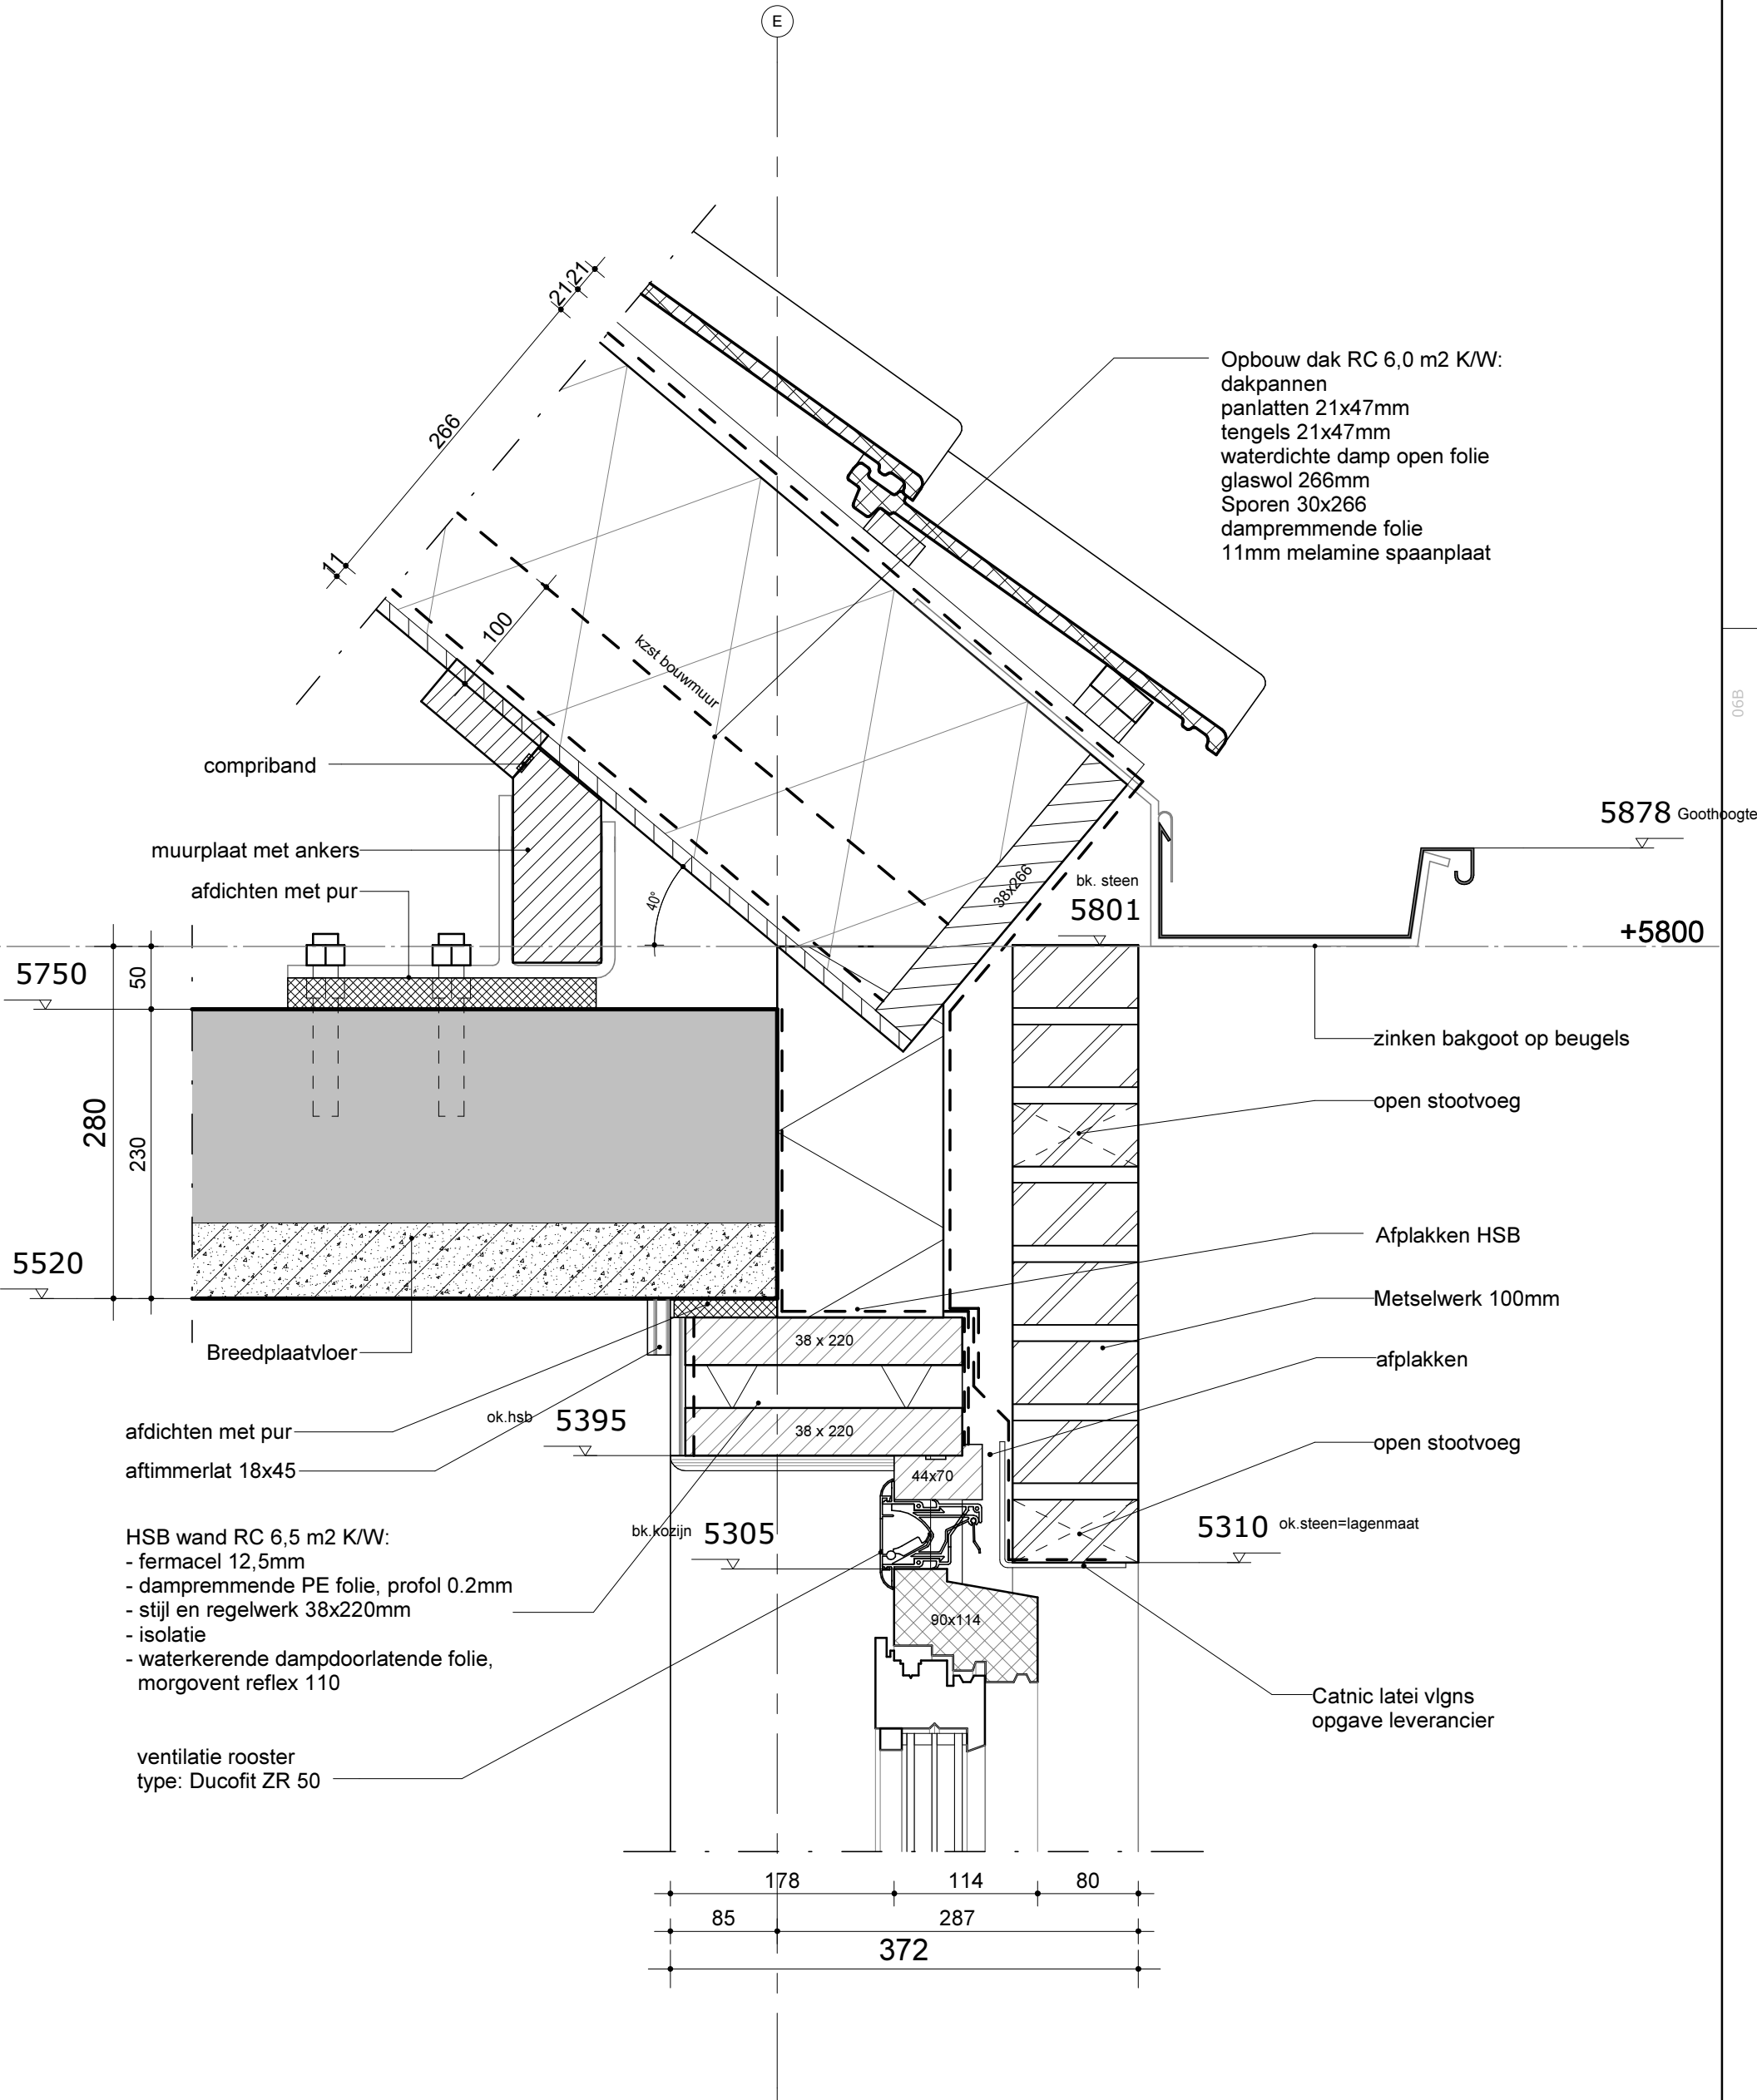 E
21
21
266
11
100
kzst bouwmuur
Opbouw dak RC 6,0 m2 K/W:
dakpannen
panlatten 21x47mm
tengels 21x47mm
waterdichte damp open folie
glaswol 266mm
Sporen 30x266
dampremmende folie
11mm melamine spaanplaat
06B
compriband
muurplaat met ankers
afdichten met pur
40°
38x266
bk. steen
5801
5878 Goothoogte
+5800
5750
50
280
230
5520
zinken bakgoot op beugels
open stootvoeg
Afplakken HSB
Metselwerk 100mm
afplakken
open stootvoeg
Breedplaatvloer
38 x 220
38 x 220
afdichten met pur
aftimmerlat 18x45
ok.hsb 5395
44x70
bk.kozijn 5305
5310 ok.steen=lagenmaat
90x114
HSB wand RC 6,5 m2 K/W:
- fermacel 12,5mm
- dampremmende PE folie, profol 0.2mm
- stijl en regelwerk 38x220mm
- isolatie
- waterkerende dampdoorlatende folie,
morgovent reflex 110
Catnic latei vlgns
opgave leverancier
ventilatie rooster
type: Ducofit ZR 50
178
114
80
85
287
372